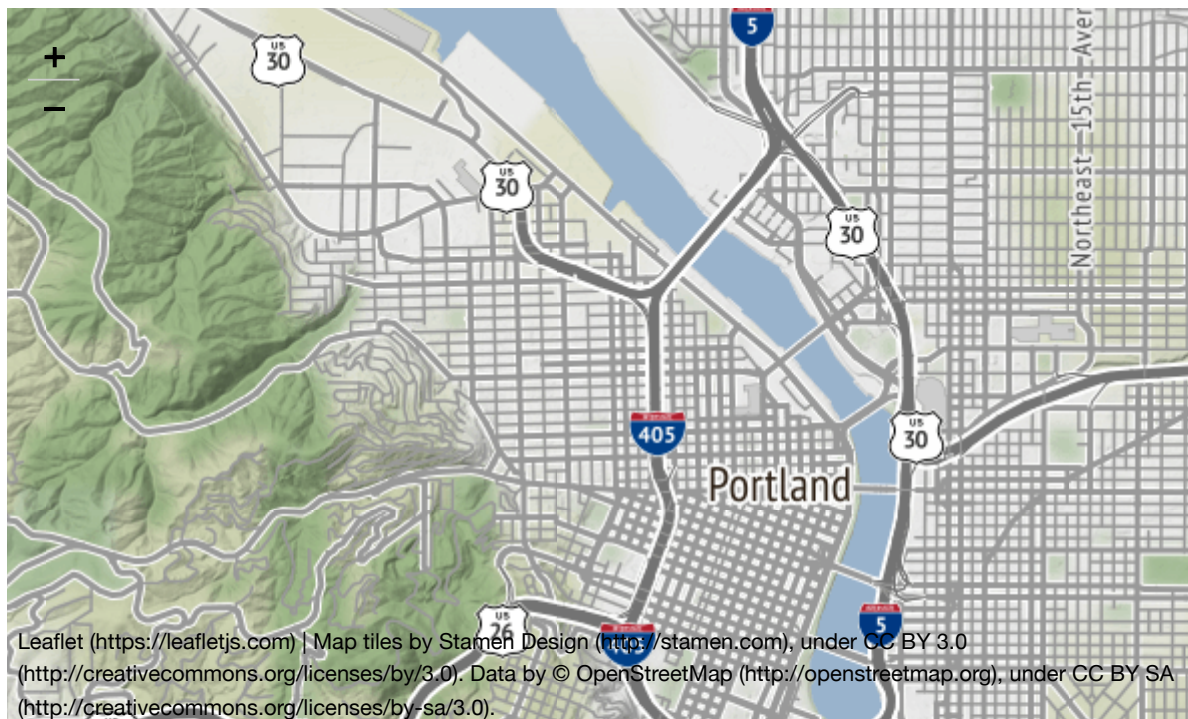 5
+
US
30
Northeast 15th Aven
−
US
30
US
30
405
US
30
Portland
5
US
26
405
Leaflet (https://leafletjs.com) | Map tiles by Stamen Design (http://stamen.com), under CC BY 3.0
(http://creativecommons.org/licenses/by/3.0). Data by © OpenStreetMap (http://openstreetmap.org), under CC BY SA
(http://creativecommons.org/licenses/by-sa/3.0).